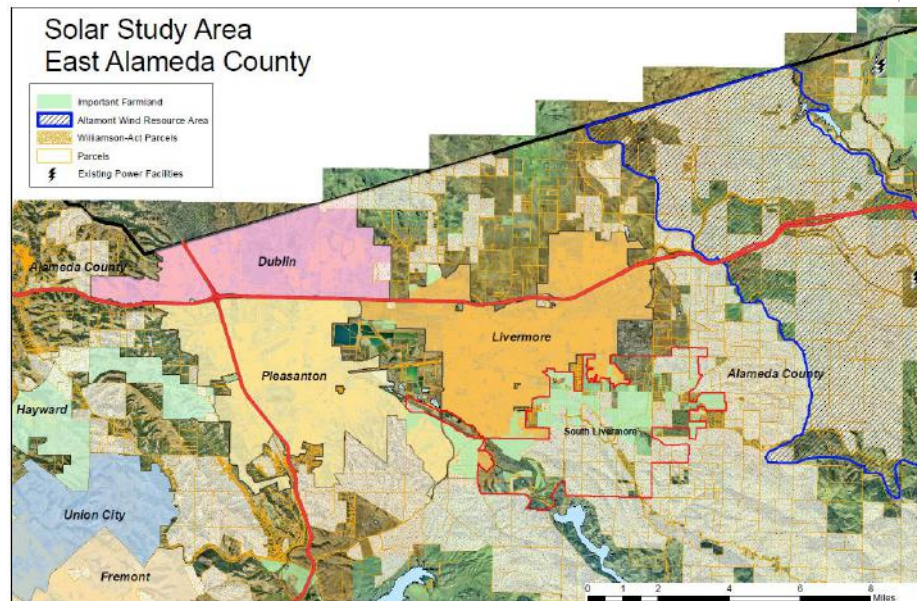 Solar Study Area
East Alameda County
Important Farmland
Altamont Wind Resource Area
Williamson-Act Parcels
Parcels
Existing Power Facilities
Alameda County
Dublin
Livermore
Pleasanton
Alameda County
Hayward
South Livermore
Union City
Fremont
0 1 2 4 6 8
Miles